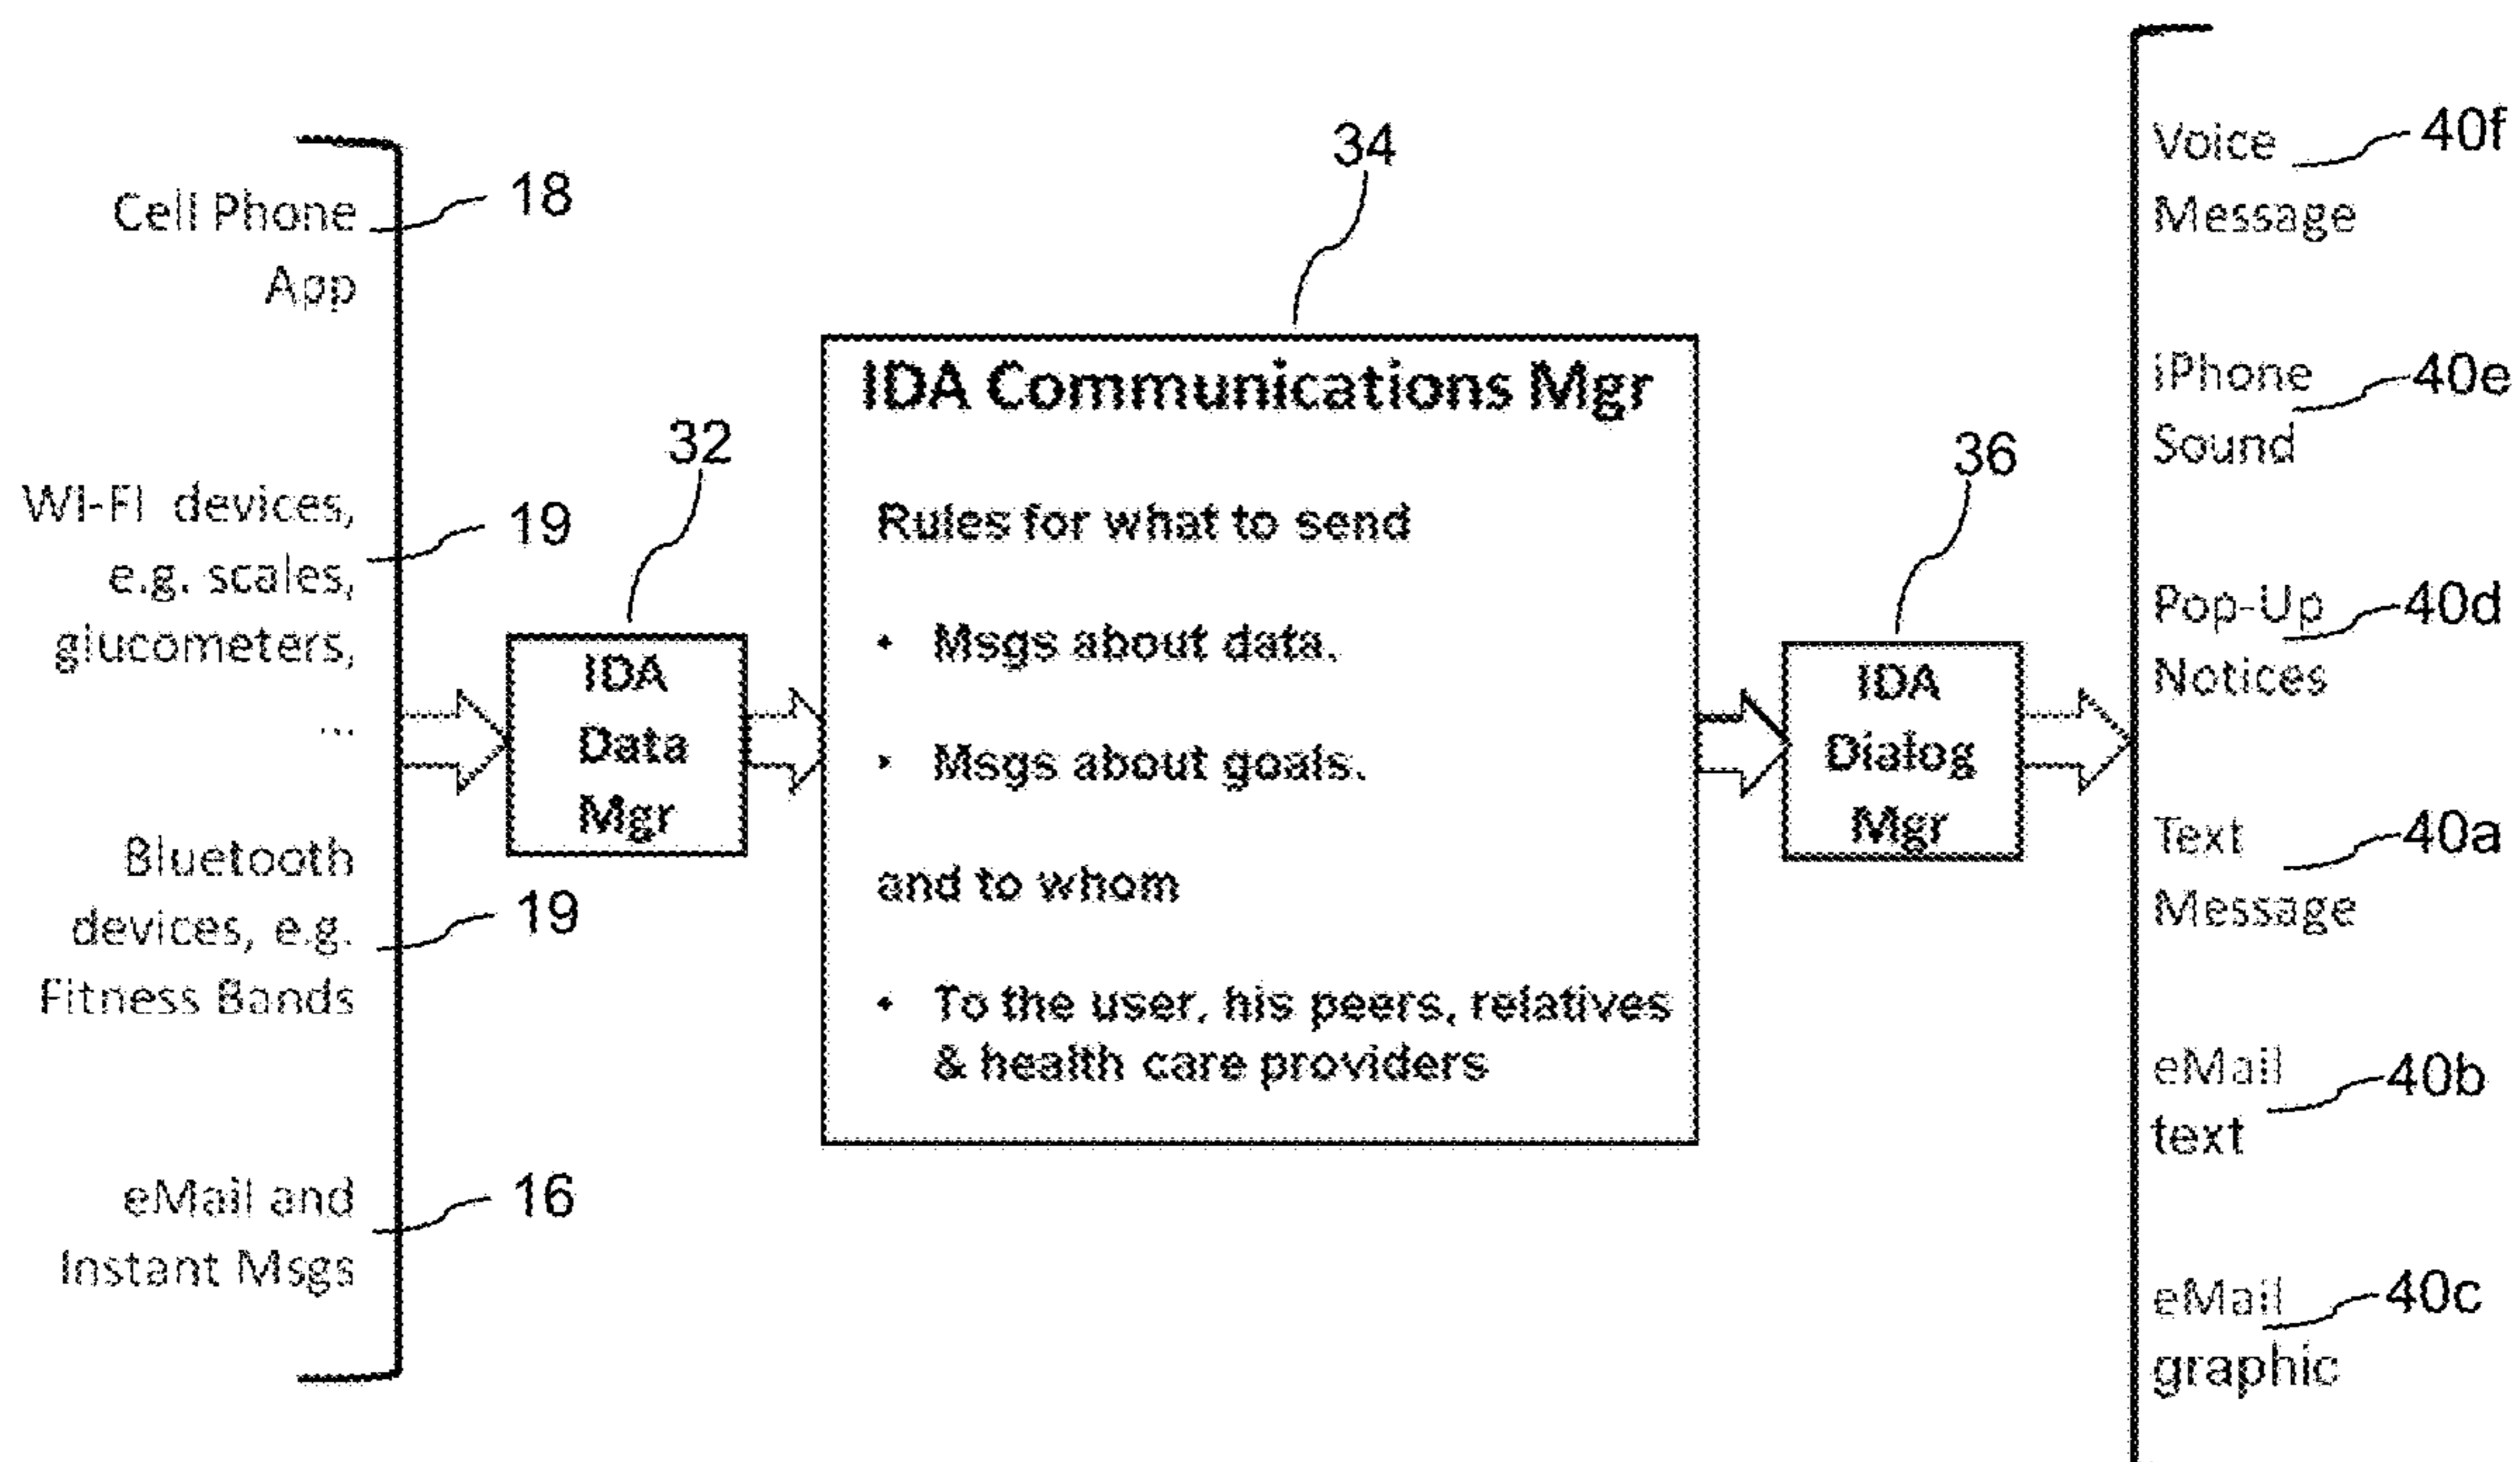 Cell Phone
App
18
WI-FI devices,
e.g. scales,
glucometers,
...
19
Bluetooth
devices, e.g.
Fitness Bands
19
eMail and
Instant Msgs
16
32
IDA
Data
Mgr
34
IDA Communications Mgr
Rules for what to send
• Msgs about data.
• Msgs about goals.
and to whom
• To the user, his peers, relatives
& health care providers
36
IDA
Dialog
Mgr
Voice
Message
40f
iPhone
Sound
40e
Pop-Up
Notices
40d
Text
Message
40a
eMail
text
40b
eMail
graphic
40c